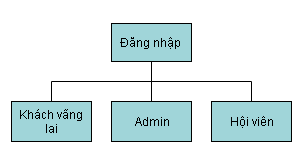 Đăng nhập
Khách vãng
lai
Admin
Hội viên